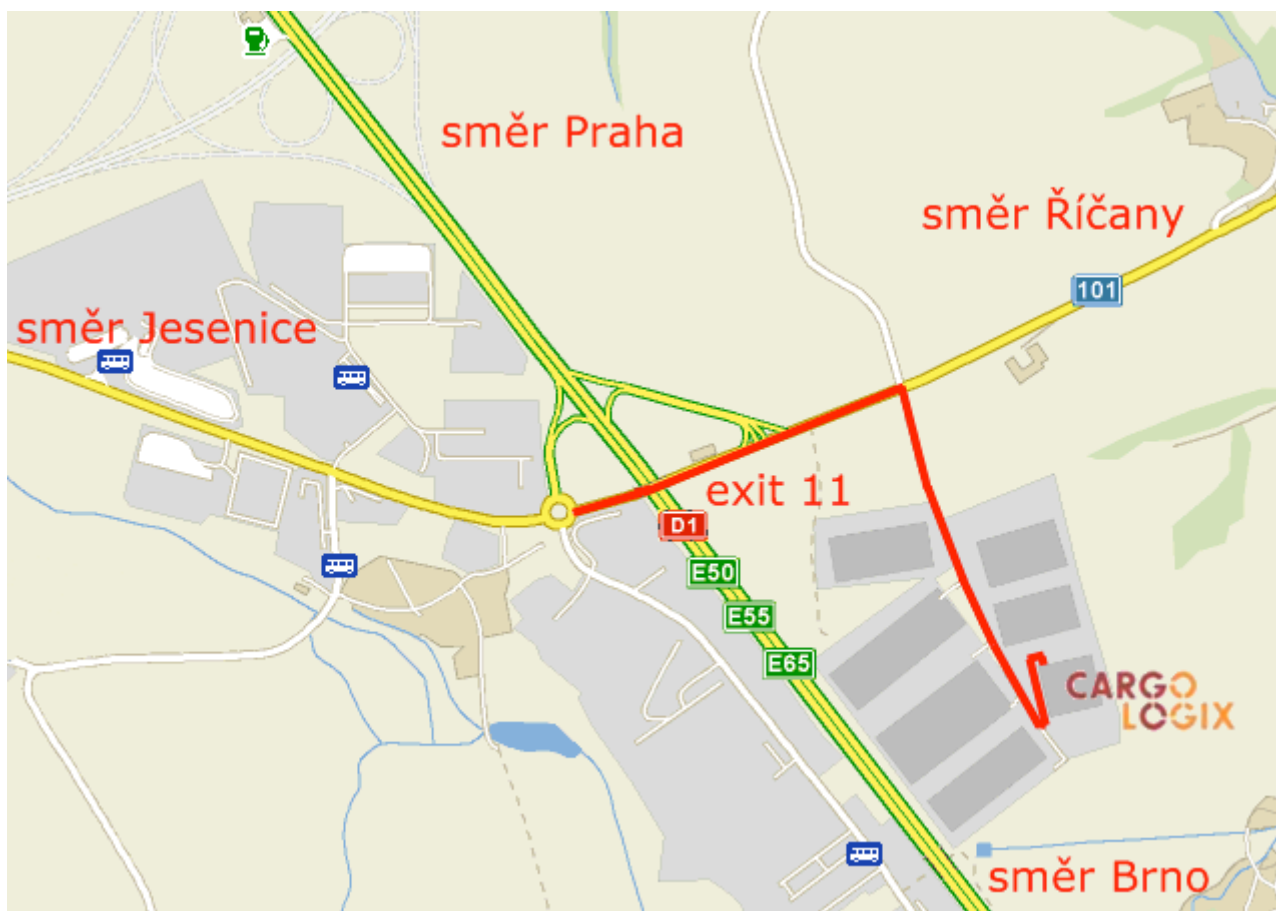 směr Praha
směr Říčany
101
směr Jesenice
exit 11
D1
E50
E55
E65
CARGO
LOGIX
směr Brno